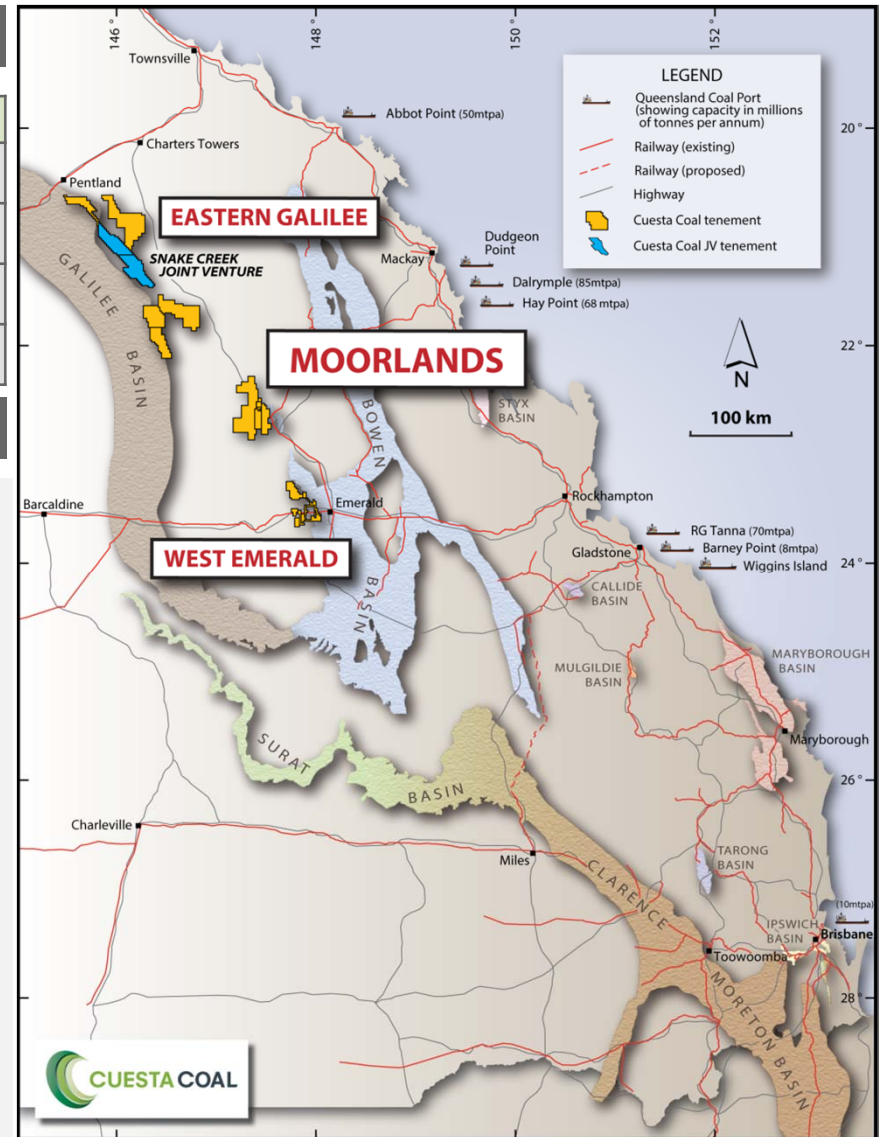 146°
148°
150°
152°
Townsville
LEGEND
Queensland Coal Port
(showing capacity in millions
of tonnes per annum)
Railway (existing)
Railway (proposed)
Highway
Cuesta Coal tenement
Cuesta Coal JV tenement
Abbot Point (50mtpa)
20°
Charters Towers
Pentland
EASTERN GALILEE
SNAKE CREEK
JOINT VENTURE
Mackay
Dudgeon
Point
Dalrymple (85mtpa)
Hay Point (68 mtpa)
GALILEE
BASIN
22°
MOORLANDS
N
100 km
STYX
BASIN
BOWEN
BASIN
Barcaldine
Emerald
Rockhampton
WEST EMERALD
RG Tanna (70mtpa)
Gladstone
Barney Point (8mtpa)
Wiggins Island
24°
CALLIDE
BASIN
MULGILDIE
BASIN
MARYBOROUGH
BASIN
Maryborough
SURAT
BASIN
26°
Charleville
Miles
TARONG
BASIN
CLARENCE
MORETON BASIN
(10mtpa)
IPSWICH
BASIN
Brisbane
Toowoomba
28°
CUESTA COAL